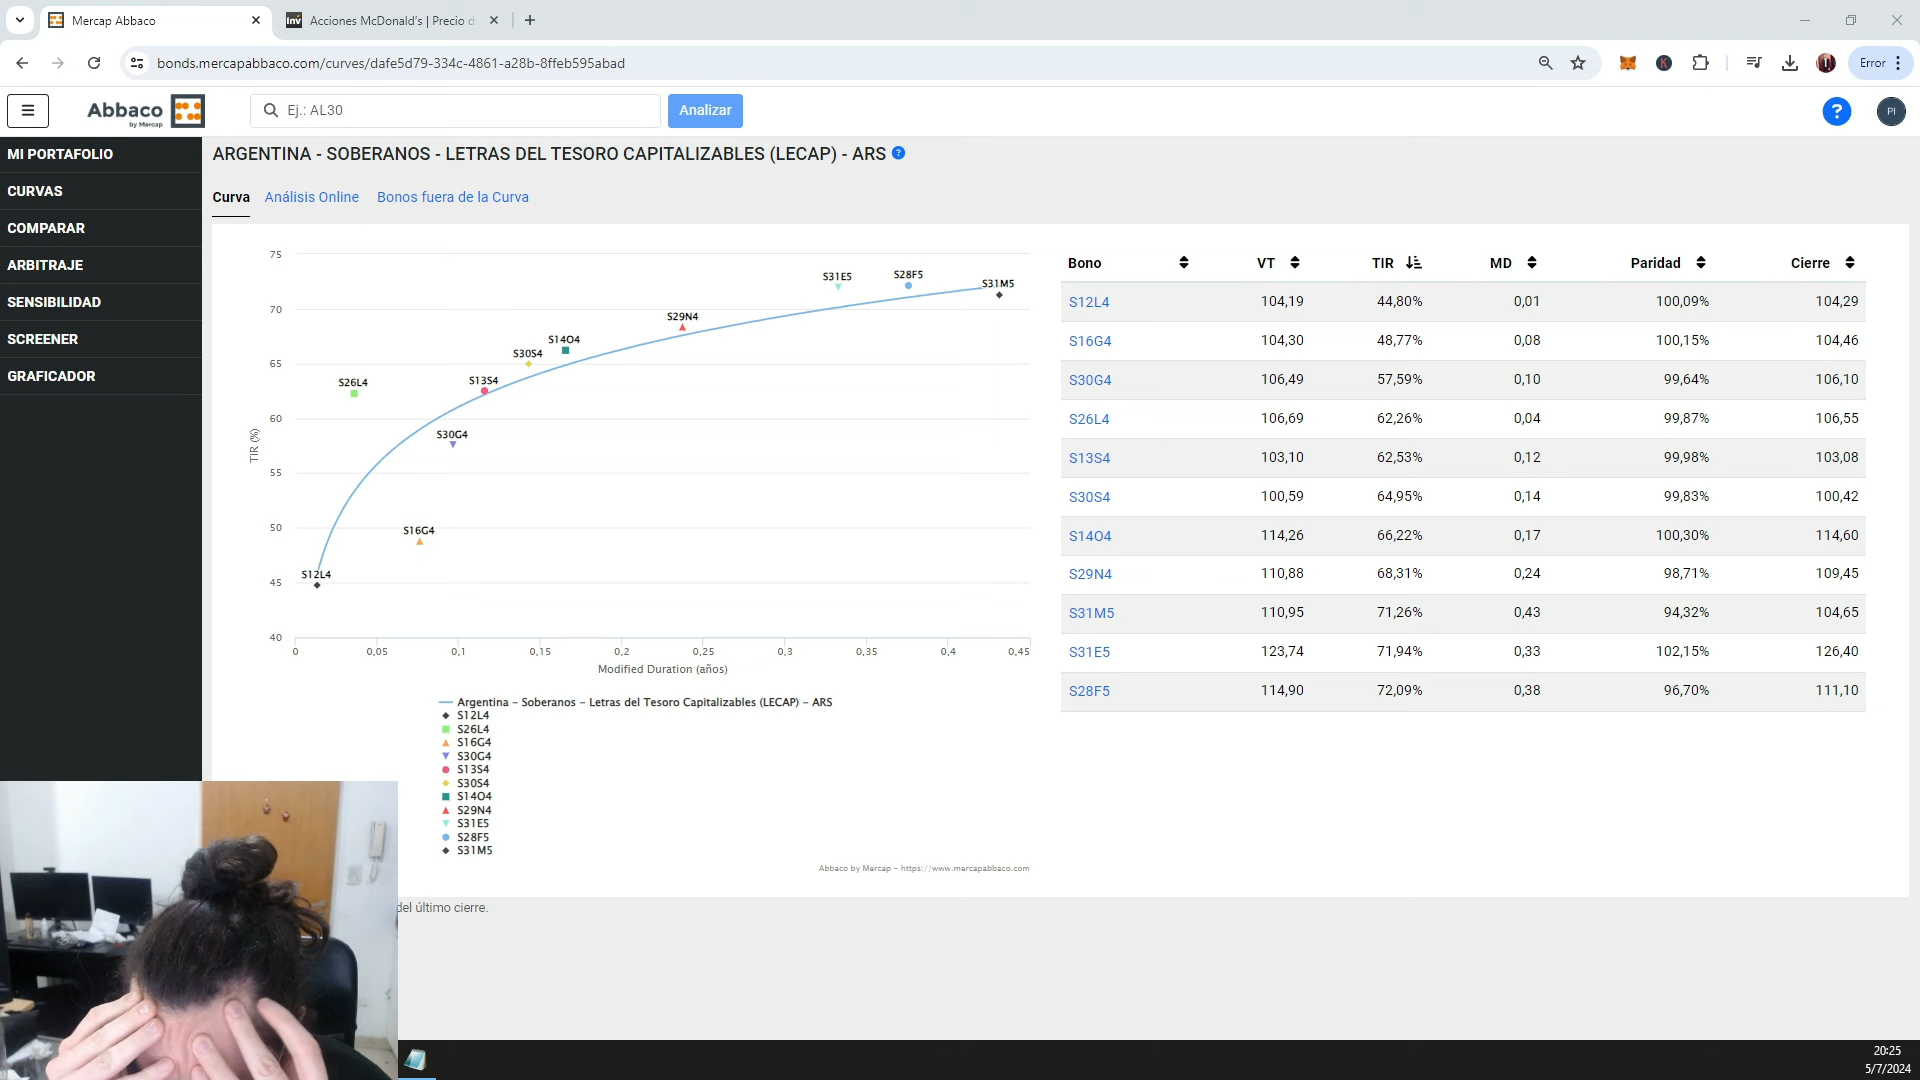 Mercap Abbaco
Acciones McDonald's | Precio d
bonds.mercapabbaco.com/curves/dafe5d79-334c-4861-a28b-8ffeb595abad
K
Error
Abbaco
by Mercap
Ej.: AL30
Analizar
?
PI
MI PORTAFOLIO
CURVAS
COMPARAR
ARBITRAJE
SENSIBILIDAD
SCREENER
GRAFICADOR
ARGENTINA - SOBERANOS - LETRAS DEL TESORO CAPITALIZABLES (LECAP) - ARS ?
Curva Análisis Online Bonos fuera de la Curva
75
70
65
60
55
50
45
40
TIR (%)
S12L4
S26L4
S16G4
S30G4
S13S4
S30S4
S14O4
S29N4
S31E5
S28F5
S31M5
0 0,05 0,1 0,15 0,2 0,25 0,3 0,35 0,4 0,45
Modified Duration (años)
Argentina – Soberanos – Letras del Tesoro Capitalizables (LECAP) – ARS
S12L4
S26L4
S16G4
S30G4
S13S4
S30S4
S14O4
S29N4
S31E5
S28F5
S31M5
Abbaco by Mercap – https://www.mercapabbaco.com
Bono VT TIR MD Paridad Cierre
S12L4 104,19 44,80% 0,01 100,09% 104,29
S16G4 104,30 48,77% 0,08 100,15% 104,46
S30G4 106,49 57,59% 0,10 99,64% 106,10
S26L4 106,69 62,26% 0,04 99,87% 106,55
S13S4 103,10 62,53% 0,12 99,98% 103,08
S30S4 100,59 64,95% 0,14 99,83% 100,42
S14O4 114,26 66,22% 0,17 100,30% 114,60
S29N4 110,88 68,31% 0,24 98,71% 109,45
S31M5 110,95 71,26% 0,43 94,32% 104,65
S31E5 123,74 71,94% 0,33 102,15% 126,40
S28F5 114,90 72,09% 0,38 96,70% 111,10
del último cierre.
20:25
5/7/2024